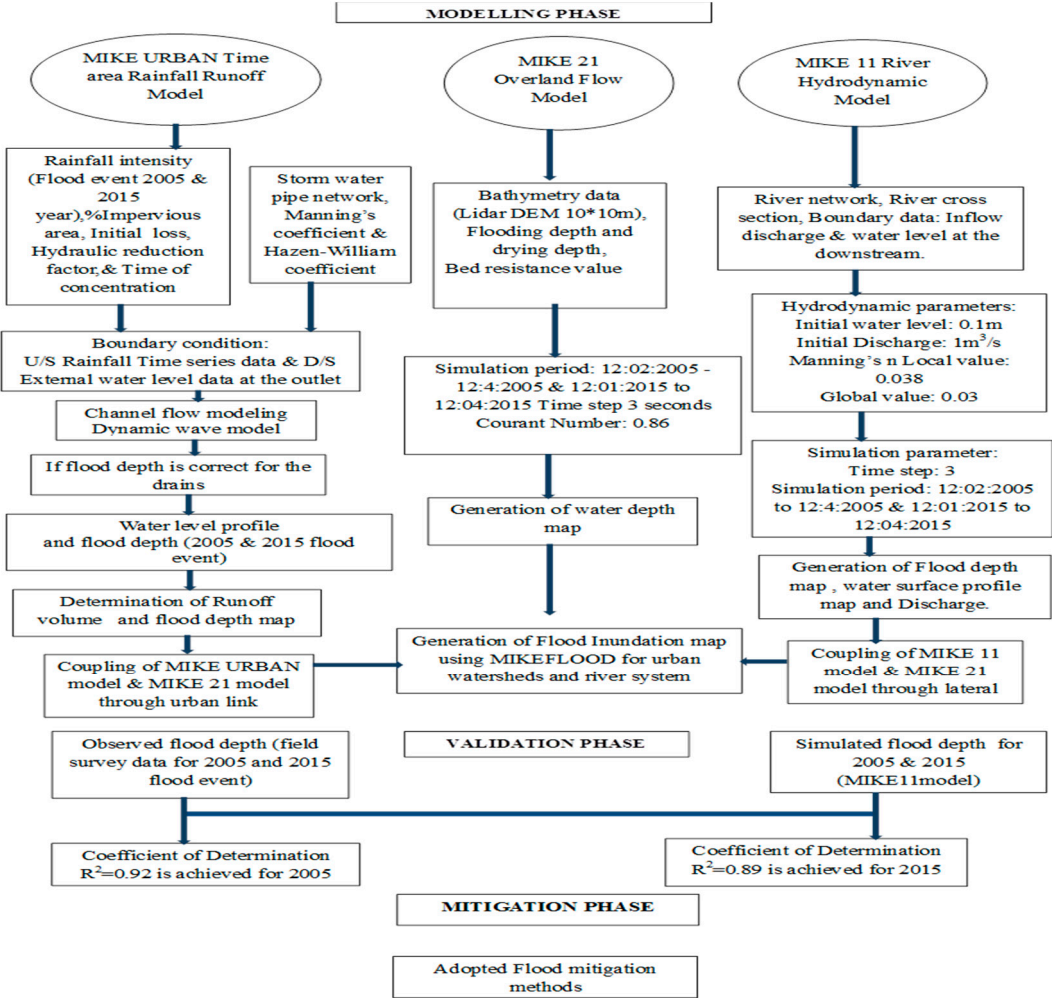 MODELLING PHASE
MIKE URBAN Time
area Rainfall Runoff
Model
Rainfall intensity
(Flood event 2005 &
2015
year),%Impervious
area, Initial loss,
Hydraulic reduction
factor,& Time of
concentration
Storm water
pipe network,
Manning's
coefficient &
Hazen-William
coefficient
Boundary condition:
U/S Rainfall Time series data & D/S
External water level data at the outlet
Channel flow modeling
Dynamic wave model
If flood depth is correct for the
drains
Water level profile
and flood depth (2005 & 2015 flood
event)
Determination of Runoff
volume and flood depth map
Coupling of MIKE URBAN
model & MIKE 21 model
through urban link
MIKE 21
Overland Flow
Model
Bathymetry data
(Lidar DEM 10*10m),
Flooding depth and
drying depth,
Bed resistance value
Simulation period: 12:02:2005 -
12:4:2005 & 12:01:2015 to
12:04:2015 Time step 3 seconds
Courant Number: 0.86
Generation of water depth
map
Generation of Flood Inundation map
using MIKEFLOOD for urban
watersheds and river system
MIKE 11 River
Hydrodynamic
Model
River network, River cross
section, Boundary data: Inflow
discharge & water level at the
downstream.
Hydrodynamic parameters:
Initial water level: 0.1m
Initial Discharge: 1m³/s
Manning's n Local value:
0.038
Global value: 0.03
Simulation parameter:
Time step: 3
Simulation period: 12:02:2005
to 12:4:2005 & 12:01:2015 to
12:04:2015
Generation of Flood depth
map , water surface profile
map and Discharge.
Coupling of MIKE 11
model & MIKE 21
model through lateral
VALIDATION PHASE
Observed flood depth (field
survey data for 2005 and 2015
flood event)
Simulated flood depth for
2005 & 2015
(MIKE11model)
Coefficient of Determination
R²=0.92 is achieved for 2005
Coefficient of Determination
R²=0.89 is achieved for 2015
MITIGATION PHASE
Adopted Flood mitigation
methods